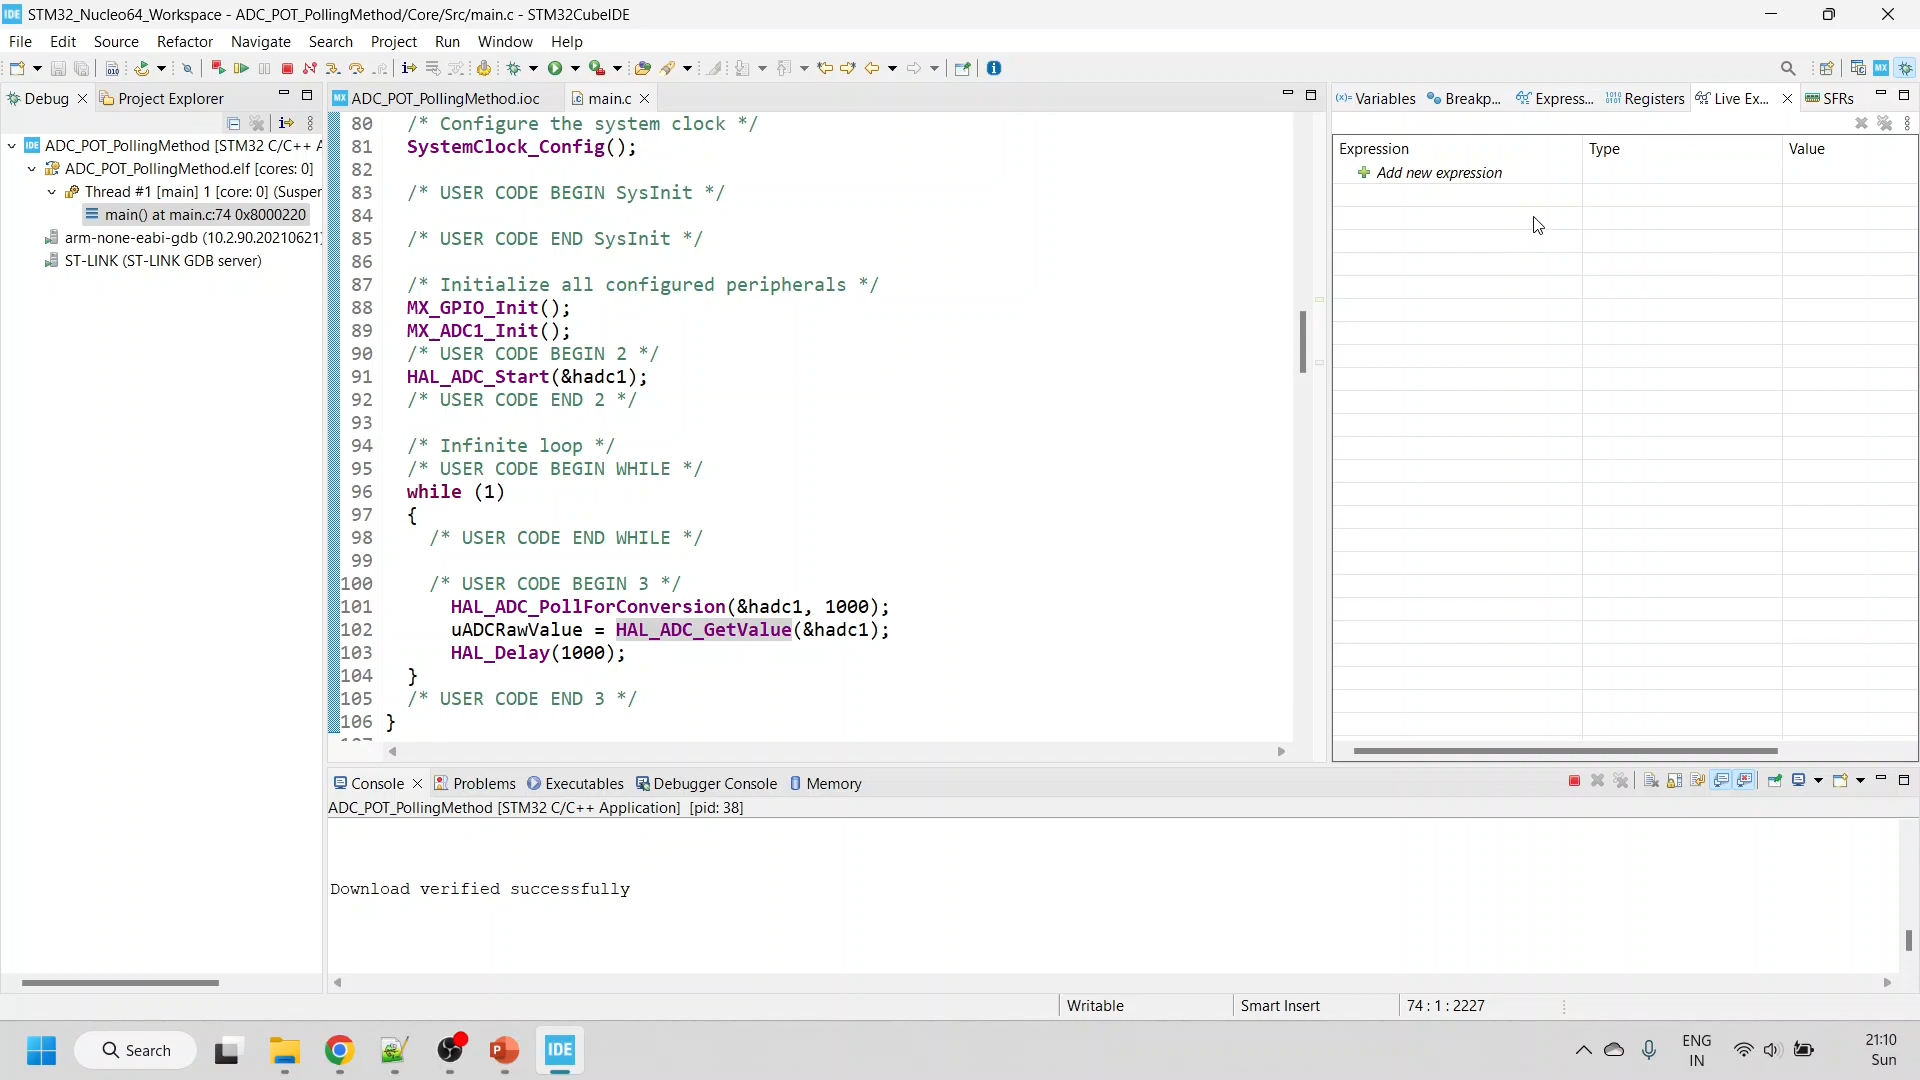 STM32_Nucleo64_Workspace - ADC_POT_PollingMethod/Core/Src/main.c - STM32CubeIDE
File Edit Source Refactor Navigate Search Project Run Window Help
Debug Project Explorer
ADC_POT_PollingMethod [STM32 C/C++ A
ADC_POT_PollingMethod.elf [cores: 0]
Thread #1 [main] 1 [core: 0] (Susper
main() at main.c:74 0x8000220
arm-none-eabi-gdb (10.2.90.20210621)
ST-LINK (ST-LINK GDB server)
ADC_POT_PollingMethod.ioc main.c
80 /* Configure the system clock */
81 SystemClock_Config();
82
83 /* USER CODE BEGIN SysInit */
84
85 /* USER CODE END SysInit */
86
87 /* Initialize all configured peripherals */
88 MX_GPIO_Init();
89 MX_ADC1_Init();
90 /* USER CODE BEGIN 2 */
91 HAL_ADC_Start(&hadc1);
92 /* USER CODE END 2 */
93
94 /* Infinite loop */
95 /* USER CODE BEGIN WHILE */
96 while (1)
97 {
98 /* USER CODE END WHILE */
99
100 /* USER CODE BEGIN 3 */
101 HAL_ADC_PollForConversion(&hadc1, 1000);
102 uADCRawValue = HAL_ADC_GetValue(&hadc1);
103 HAL_Delay(1000);
104 }
105 /* USER CODE END 3 */
106 }
Variables Breakp... Express... Registers Live Ex... SFRs
Expression Type Value
Add new expression
Console Problems Executables Debugger Console Memory
ADC_POT_PollingMethod [STM32 C/C++ Application] [pid: 38]
Download verified successfully
Writable Smart Insert 74 : 1 : 2227
Search
IDE
ENG
IN
21:10
Sun